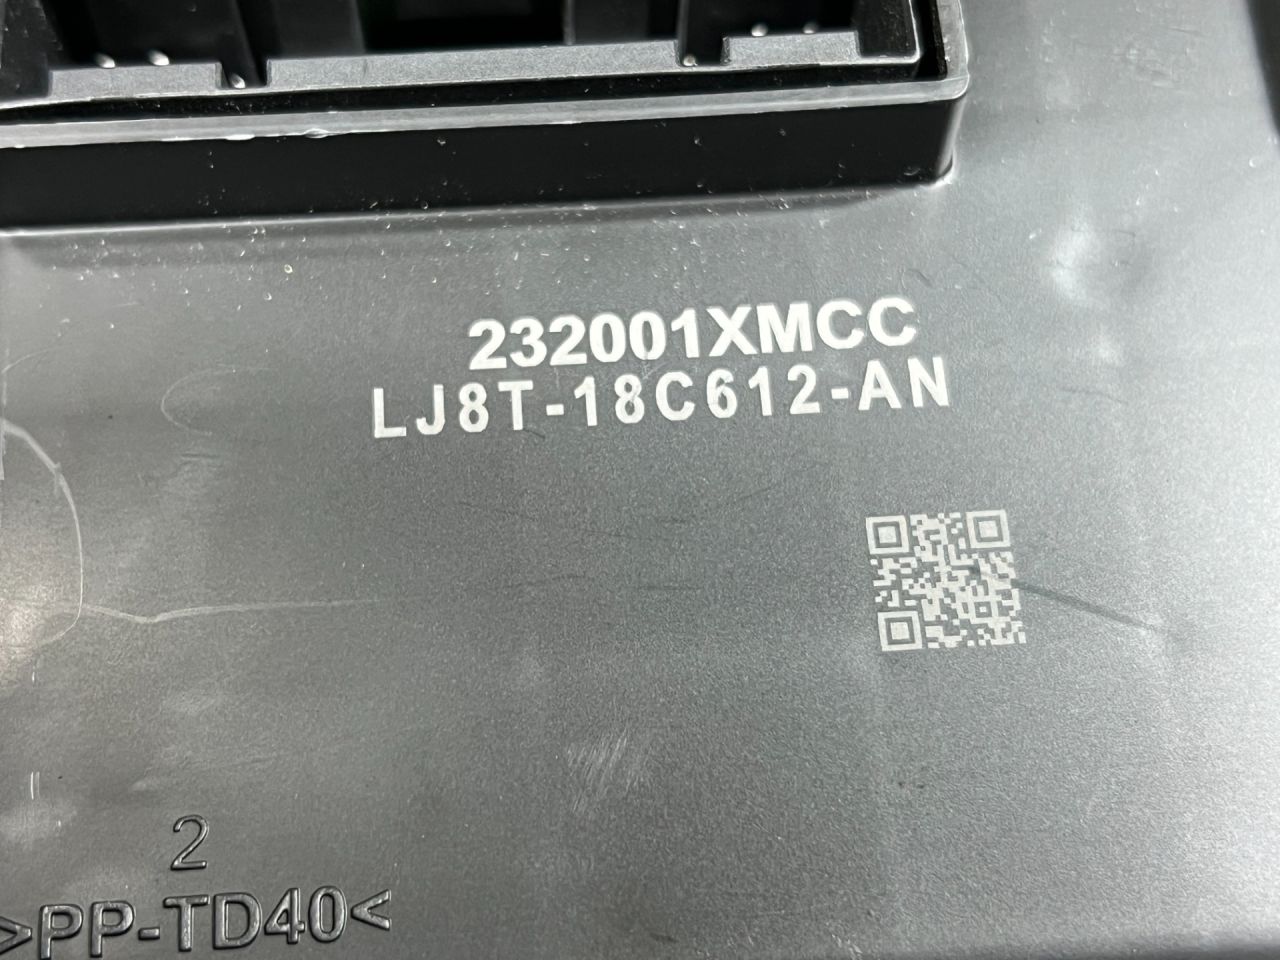 232001XMCC
LJ8T-18C612-AN
2
>PP-TD40<